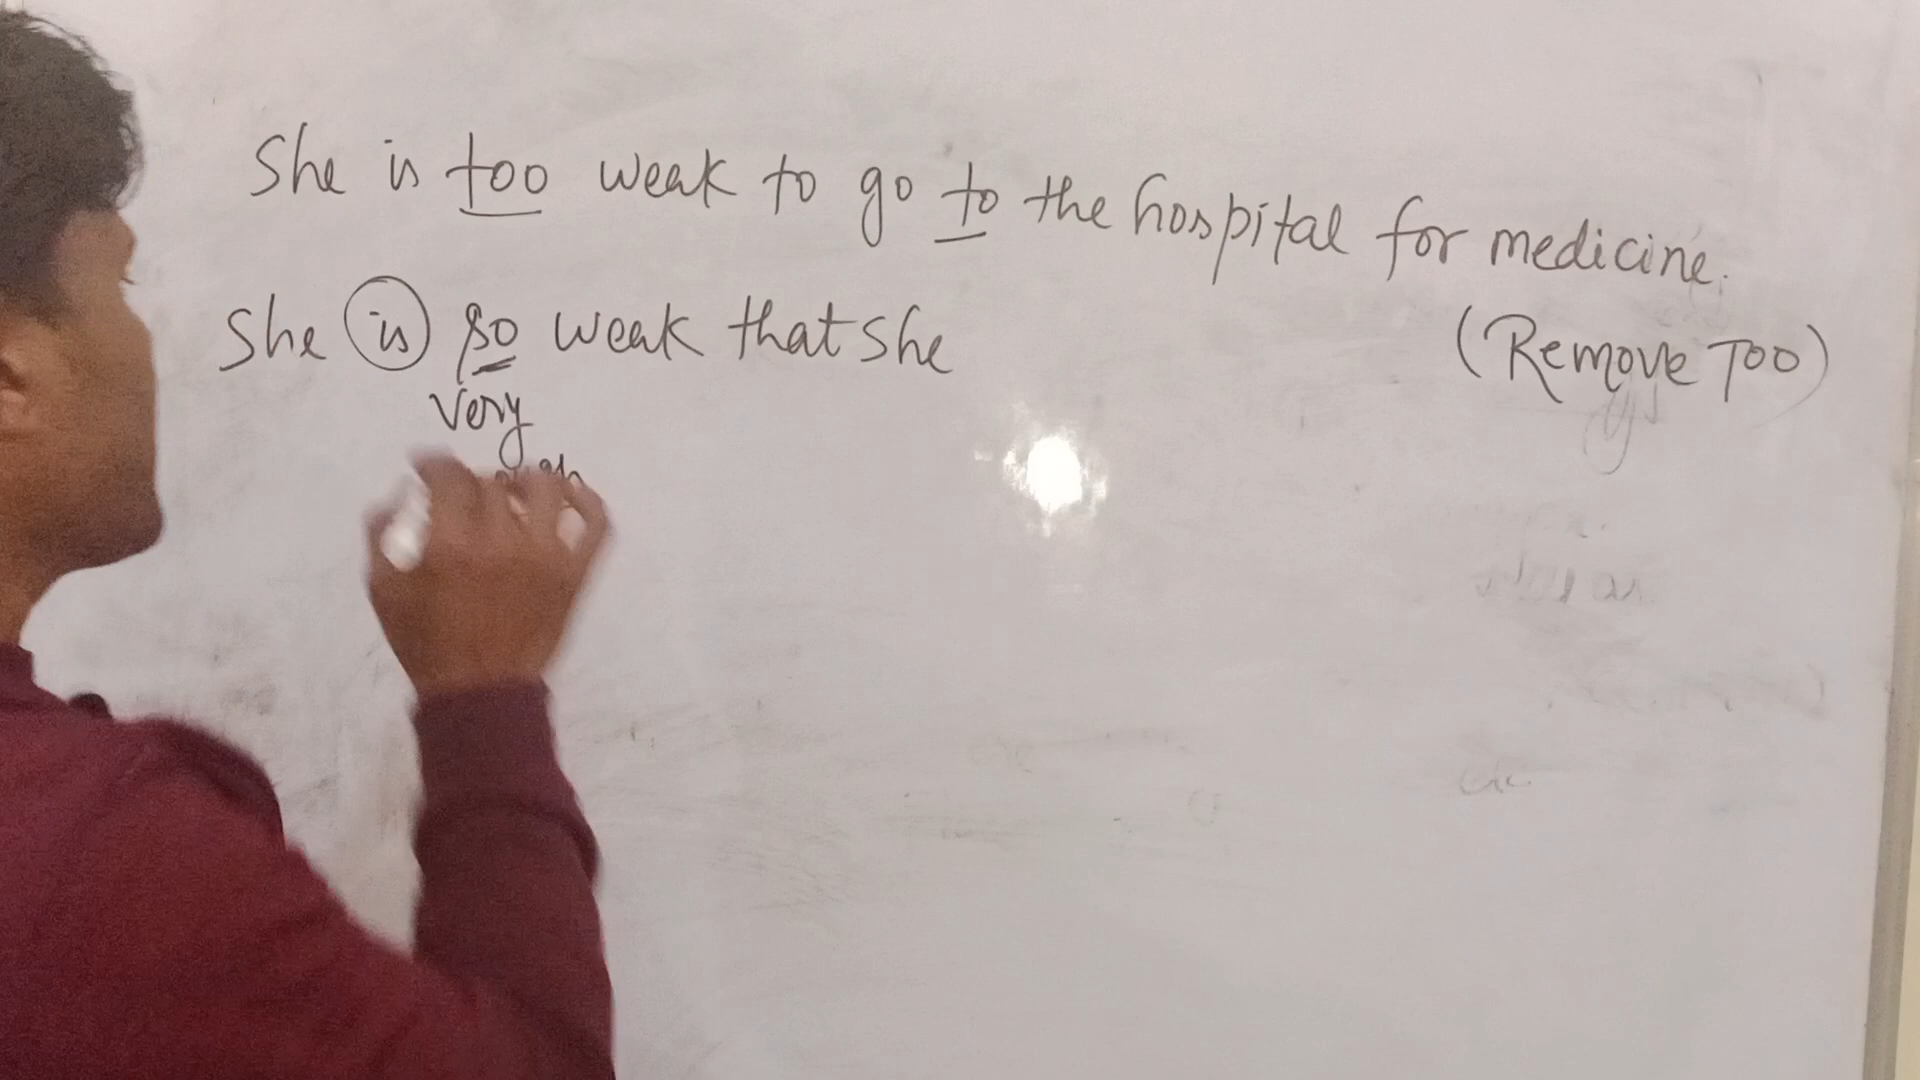 She is too weak to go to the hospital for medicine.
She is so weak that she
(Remove Too)
very